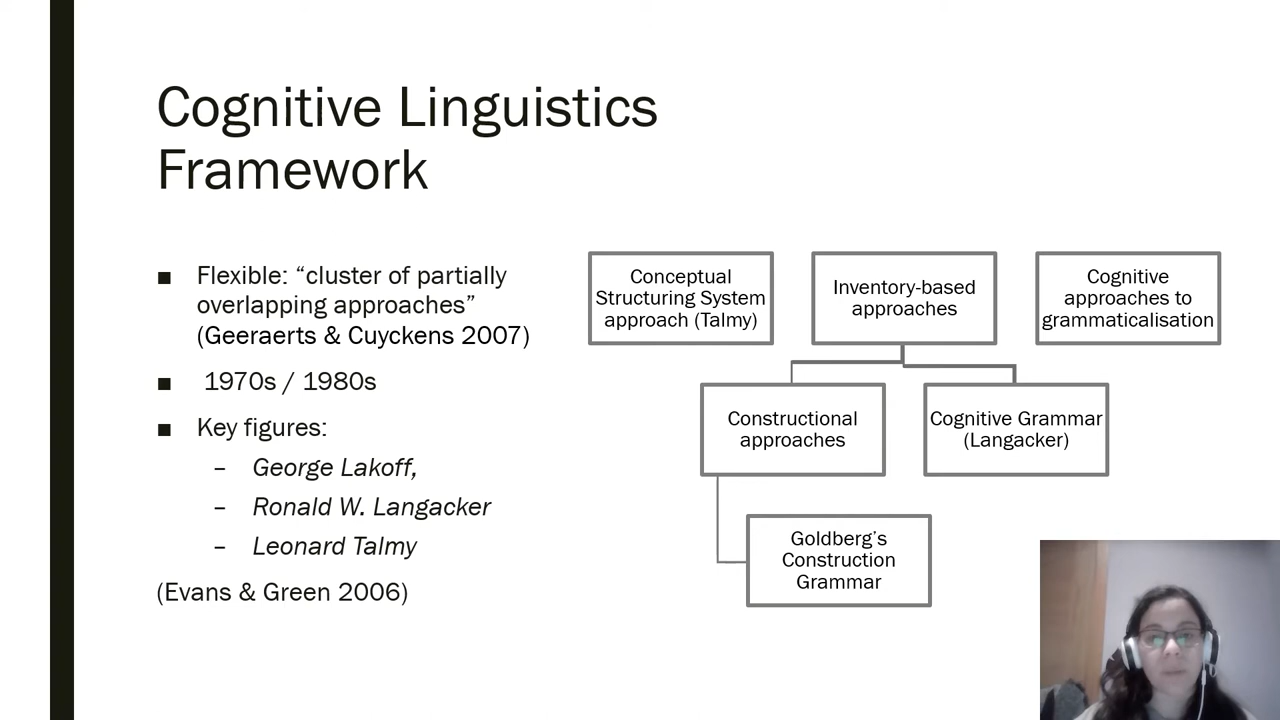 Cognitive Linguistics
Framework
■ Flexible: “cluster of partially
overlapping approaches”
(Geeraerts & Cuyckens 2007)
■ 1970s / 1980s
■ Key figures:
– George Lakoff,
– Ronald W. Langacker
– Leonard Talmy
(Evans & Green 2006)
Conceptual
Structuring System
approach (Talmy)
Inventory-based
approaches
Cognitive
approaches to
grammaticalisation
Constructional
approaches
Cognitive Grammar
(Langacker)
Goldberg’s
Construction
Grammar